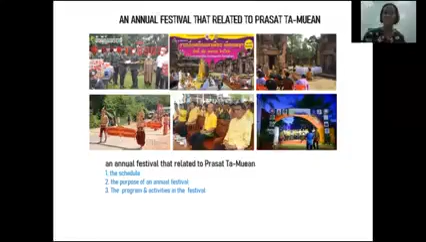 AN ANNUAL FESTIVAL THAT RELATED TO PRASAT TA-MUEAN
an annual festival that related to Prasat Ta-Muean
1. the schedule
2. the purpose of an annual festival
3. The program & activities in the festival